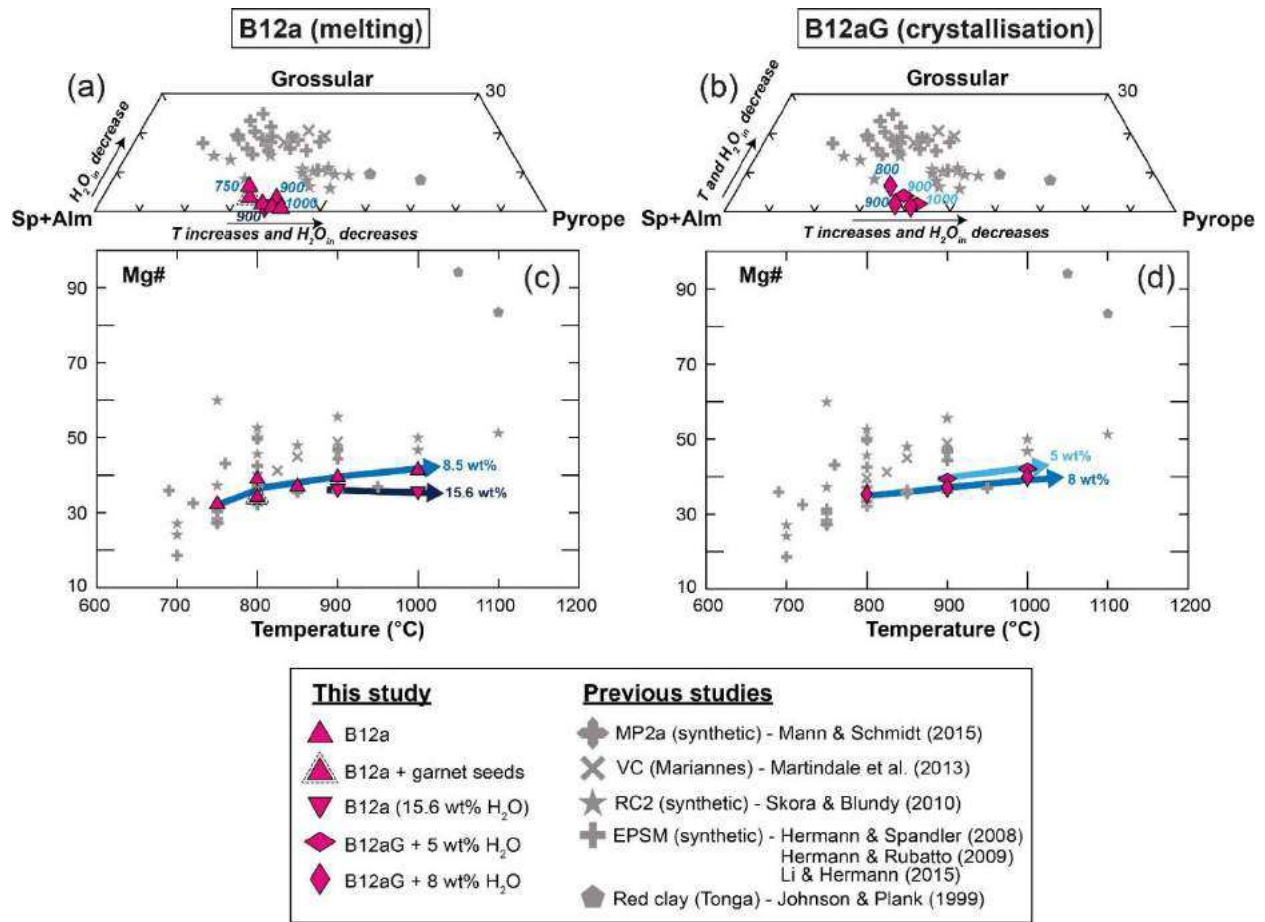 B12a (melting)
B12aG (crystallisation)
(a)
Grossular
30
H2Oin decrease
750
900
1000
900
Sp+Alm
Pyrope
T increases and H2Oin decreases
(b)
Grossular
30
T and H2Oin decrease
800
900
1000
900
Sp+Alm
Pyrope
T increases and H2Oin decreases
Mg#
(c)
90
70
50
30
10
8.5 wt%
15.6 wt%
600 700 800 900 1000 1100 1200
Temperature (°C)
Mg#
(d)
90
70
50
30
10
5 wt%
8 wt%
600 700 800 900 1000 1100 1200
Temperature (°C)
This study
B12a
B12a + garnet seeds
B12a (15.6 wt% H2O)
B12aG + 5 wt% H2O
B12aG + 8 wt% H2O
Previous studies
MP2a (synthetic) - Mann & Schmidt (2015)
VC (Mariannes) - Martindale et al. (2013)
RC2 (synthetic) - Skora & Blundy (2010)
EPSM (synthetic) - Hermann & Spandler (2008)
Hermann & Rubatto (2009)
Li & Hermann (2015)
Red clay (Tonga) - Johnson & Plank (1999)